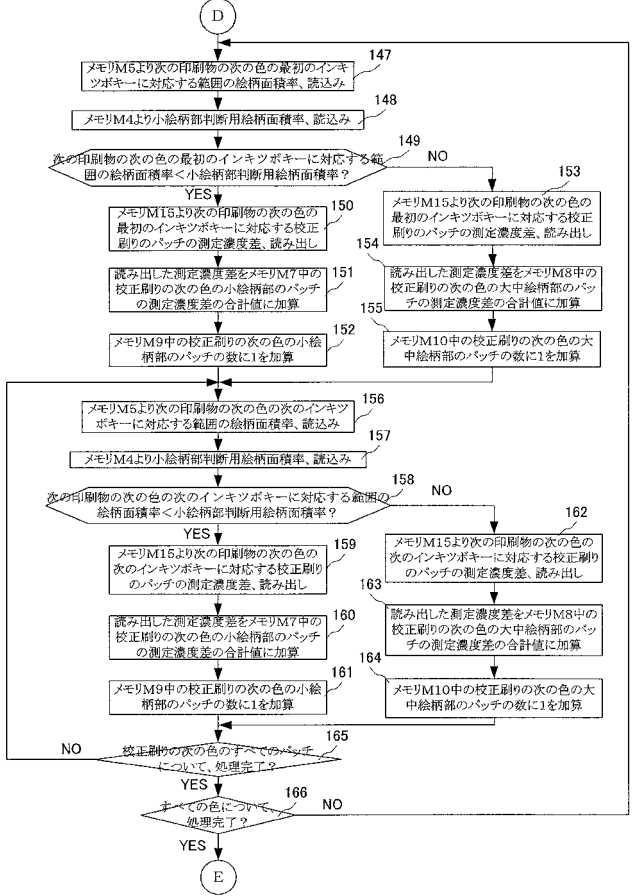 D
メモリM5より次の印刷物の次の色の最初のインキ
ツボキーに対応する範囲の絵柄面積率、読込み
147
メモリM4より小絵柄部判断用絵柄面積率、読込み
148
次の印刷物の次の色の最初のインキツボキーに対応する範
囲の絵柄面積率<小絵柄部判断用絵柄面積率?
149
NO
YES
メモリM15より次の印刷物の次の色の
最初のインキツボキーに対応する校正
刷りのパッチの測定濃度差、読み出し
150
読み出した測定濃度差をメモリM7中の
校正刷りの次の色の小絵柄部のパッチ
の測定濃度差の合計値に加算
151
メモリM9中の校正刷りの次の色の小絵
柄部のパッチの数に1を加算
152
メモリM15より次の印刷物の次の色の
最初のインキツボキーに対応する校正
刷りのパッチの測定濃度差、読み出し
153
読み出した測定濃度差をメモリM8中の
校正刷りの次の色の大中絵柄部のパッ
チの測定濃度差の合計値に加算
154
メモリM10中の校正刷りの次の色の大
中絵柄部のパッチの数に1を加算
155
メモリM5より次の印刷物の次の色の次のインキツ
ボキーに対応する範囲の絵柄面積率、読込み
156
メモリM4より小絵柄部判断用絵柄面積率、読込み
157
次の印刷物の次の色の次のインキツボキーに対応する範囲の
絵柄面積率<小絵柄部判断用絵柄面積率?
158
NO
YES
メモリM15より次の印刷物の次の色の
次のインキツボキーに対応する校正刷り
のパッチの測定濃度差、読み出し
159
読み出した測定濃度差をメモリM7中の
校正刷りの次の色の小絵柄部のパッチ
の測定濃度差の合計値に加算
160
メモリM9中の校正刷りの次の色の小絵
柄部のパッチの数に1を加算
161
メモリM15より次の印刷物の次の色の
次のインキツボキーに対応する校正刷り
のパッチの測定濃度差、読み出し
162
読み出した測定濃度差をメモリM8中の
校正刷りの次の色の大中絵柄部のパッ
チの測定濃度差の合計値に加算
163
メモリM10中の校正刷りの次の色の大
中絵柄部のパッチの数に1を加算
164
校正刷りの次の色のすべてのパッチ
について、処理完了?
165
NO
YES
すべての色について、
処理完了?
166
NO
YES
E